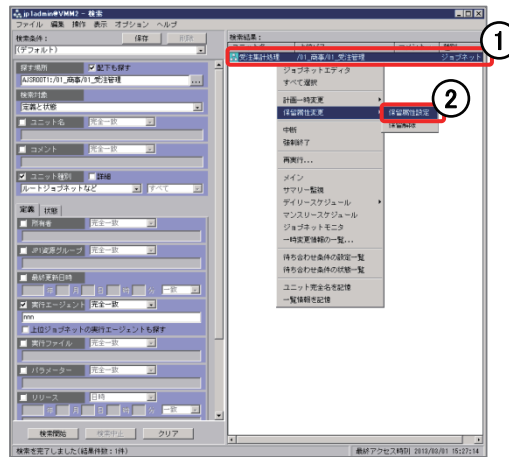 jp1admin@VMM2 - 検索
ファイル 編集 操作 表示 オプション ヘルプ
検索条件：
保存 削除
(デフォルト)
探す場所 配下も探す
AJSROOT1:/01_商事/01_受注管理
...
検索対象
定義と状態
ユニット名 完全一致
コメント 完全一致
ユニット種別 詳細
ルートジョブネットなど すべて
定義 状態
所有者 完全一致
JP1資源グループ 完全一致
最終更新日時
年 月 日 時 分 一致
実行エージェント 完全一致
nnn
上位ジョブネットの実行エージェントも探す
実行ファイル 完全一致
パラメーター 完全一致
リリース 日時
年 月 日 時 分 一致
検索開始 検索中止 クリア
検索を完了しました(結果件数：1件)
検索結果：
受注集計処理 /01_商事/01_受注管理 ジョブネット
①
ジョブネットエディタ
すべて選択
計画一時変更
保留属性変更
保留属性設定
②
保留解除
中断
強制終了
再実行...
メイン
サマリー監視
デイリースケジュール
マンスリースケジュール
ジョブネットモニタ
一時変更情報の一覧...
待ち合わせ条件の設定一覧
待ち合わせ条件の状態一覧
ユニット完全名を記憶
一覧情報を記憶
最終アクセス時刻 2013/03/01 15:27:14